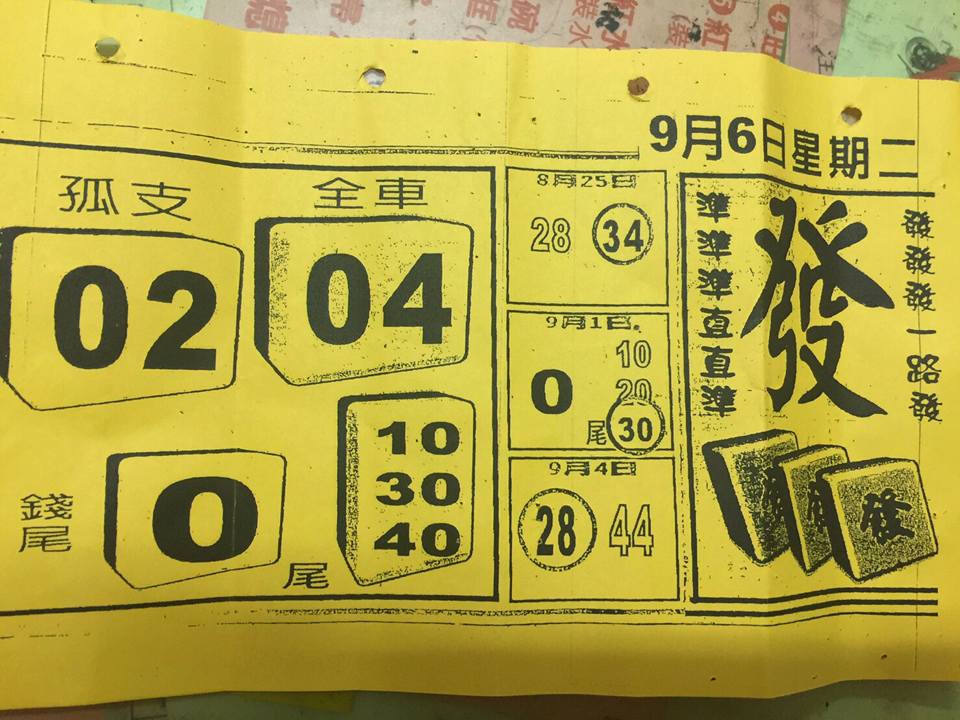 9月6日星期二
孤支
全車
02
04
錢尾
0
尾
10
30
40
8月25日
28
34
9月1日
0
尾
10
20
30
9月4日
28
44
準準準直直準
發
發發發一路發
發